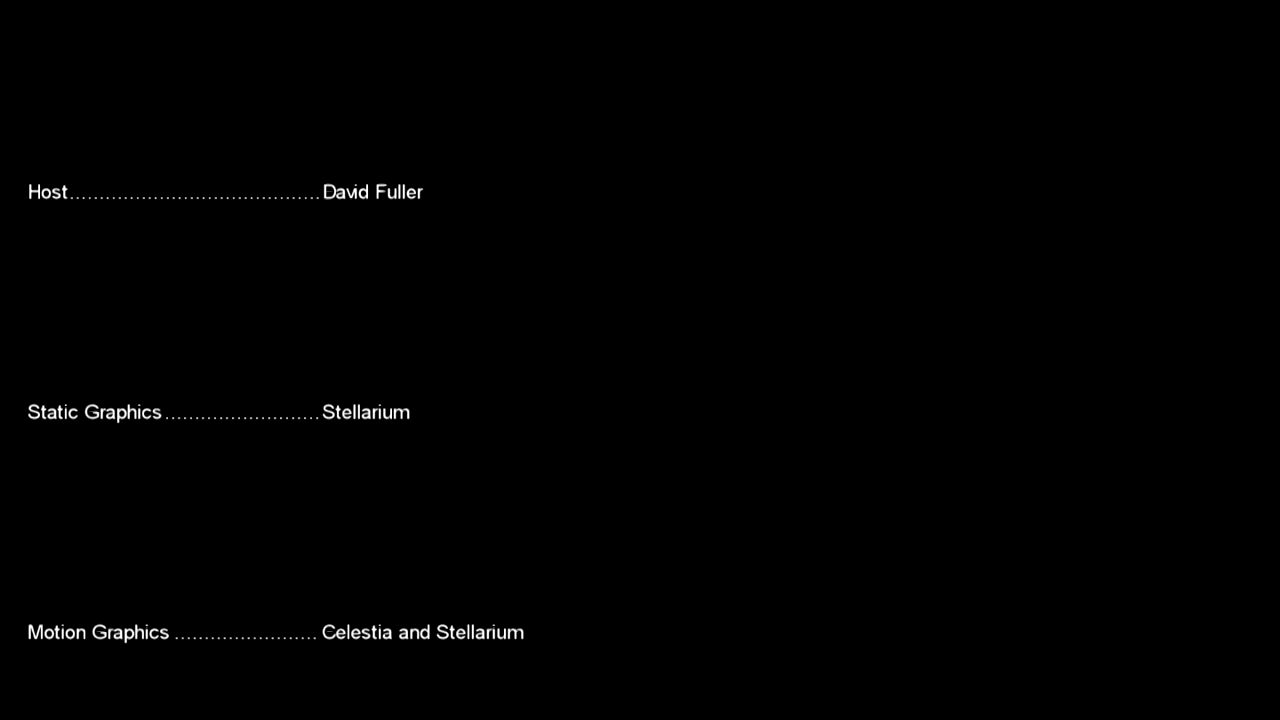 Host..........................................David Fuller
Static Graphics..........................Stellarium
Motion Graphics ........................ Celestia and Stellarium